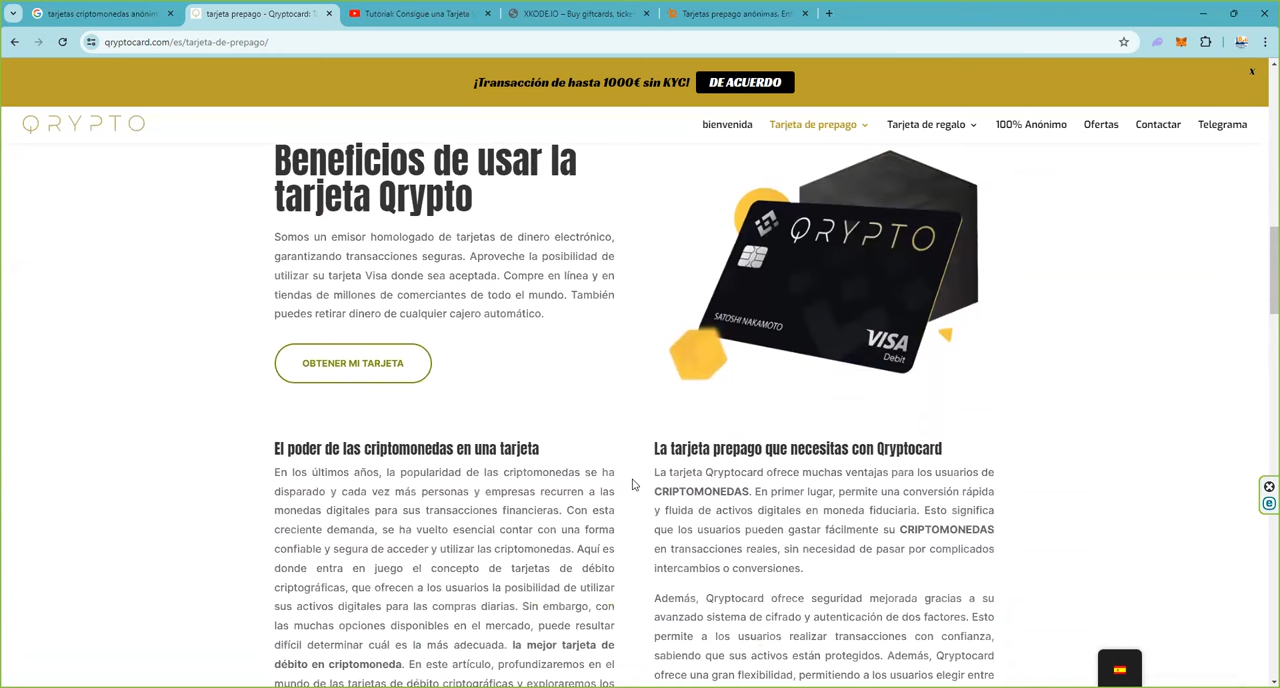 tarjetas criptomonedas anónim
tarjeta prepago - Qryptocard: T
Tutorial: Consigue una Tarjeta
XKODE.IO – Buy giftcards, ticke
Tarjetas prepago anónimas. En
qryptocard.com/es/tarjeta-de-prepago/
¡Transacción de hasta 1000€ sin KYC!
DE ACUERDO
x
QRYPTO
bienvenida
Tarjeta de prepago
Tarjeta de regalo
100% Anónimo
Ofertas
Contactar
Telegrama
Beneficios de usar la
tarjeta Qrypto
Somos un emisor homologado de tarjetas de dinero electrónico,
garantizando transacciones seguras. Aproveche la posibilidad de
utilizar su tarjeta Visa donde sea aceptada. Compre en línea y en
tiendas de millones de comerciantes de todo el mundo. También
puedes retirar dinero de cualquier cajero automático.
OBTENER MI TARJETA
QRYPTO
SATOSHI NAKAMOTO
VISA
Debit
El poder de las criptomonedas en una tarjeta
En los últimos años, la popularidad de las criptomonedas se ha
disparado y cada vez más personas y empresas recurren a las
monedas digitales para sus transacciones financieras. Con esta
creciente demanda, se ha vuelto esencial contar con una forma
confiable y segura de acceder y utilizar las criptomonedas. Aquí es
donde entra en juego el concepto de tarjetas de débito
criptográficas, que ofrecen a los usuarios la posibilidad de utilizar
sus activos digitales para las compras diarias. Sin embargo, con
las muchas opciones disponibles en el mercado, puede resultar
difícil determinar cuál es la más adecuada. la mejor tarjeta de
débito en criptomoneda. En este artículo, profundizaremos en el
mundo de las tarjetas de débito criptográficas y exploraremos los
La tarjeta prepago que necesitas con Qryptocard
La tarjeta Qryptocard ofrece muchas ventajas para los usuarios de
CRIPTOMONEDAS. En primer lugar, permite una conversión rápida
y fluida de activos digitales en moneda fiduciaria. Esto significa
que los usuarios pueden gastar fácilmente su CRIPTOMONEDAS
en transacciones reales, sin necesidad de pasar por complicados
intercambios o conversiones.
Además, Qryptocard ofrece seguridad mejorada gracias a su
avanzado sistema de cifrado y autenticación de dos factores. Esto
permite a los usuarios realizar transacciones con confianza,
sabiendo que sus activos están protegidos. Además, Qryptocard
ofrece una gran flexibilidad, permitiendo a los usuarios elegir entre